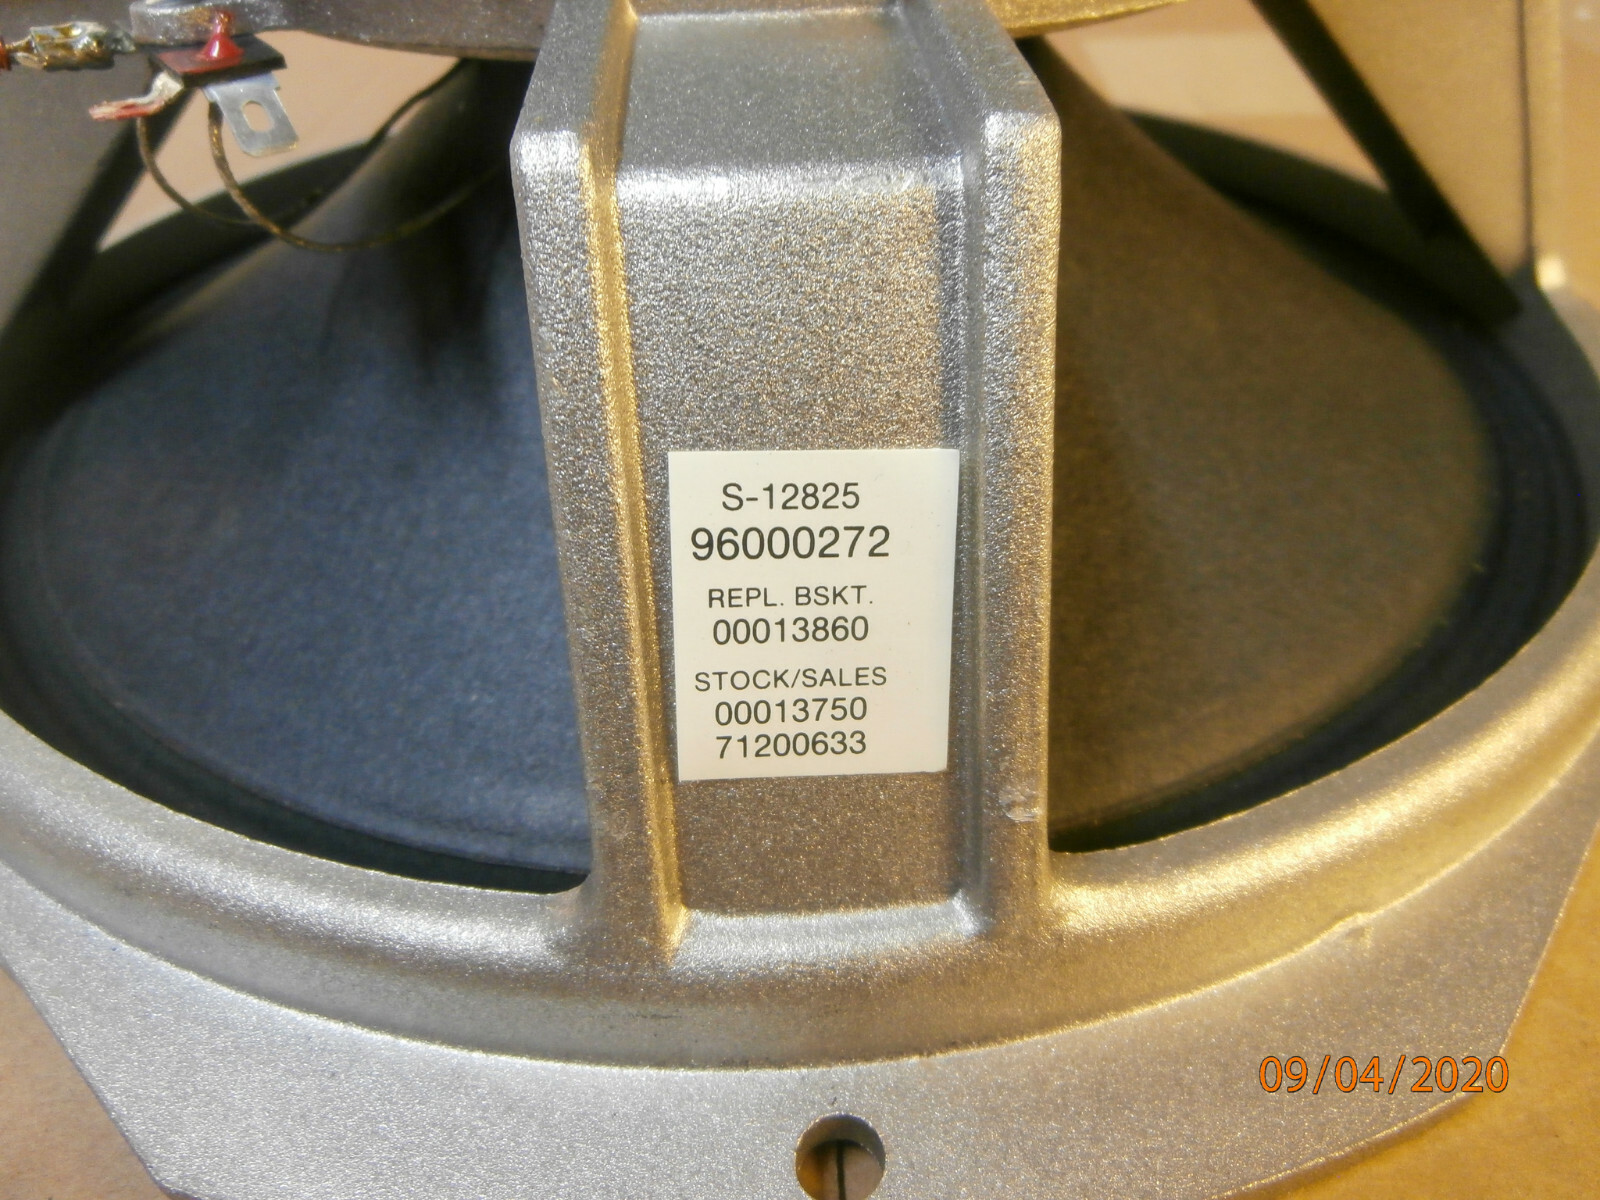 S-12825
96000272
REPL. BSKT.
00013860
STOCK/SALES
00013750
71200633
09/04/2020